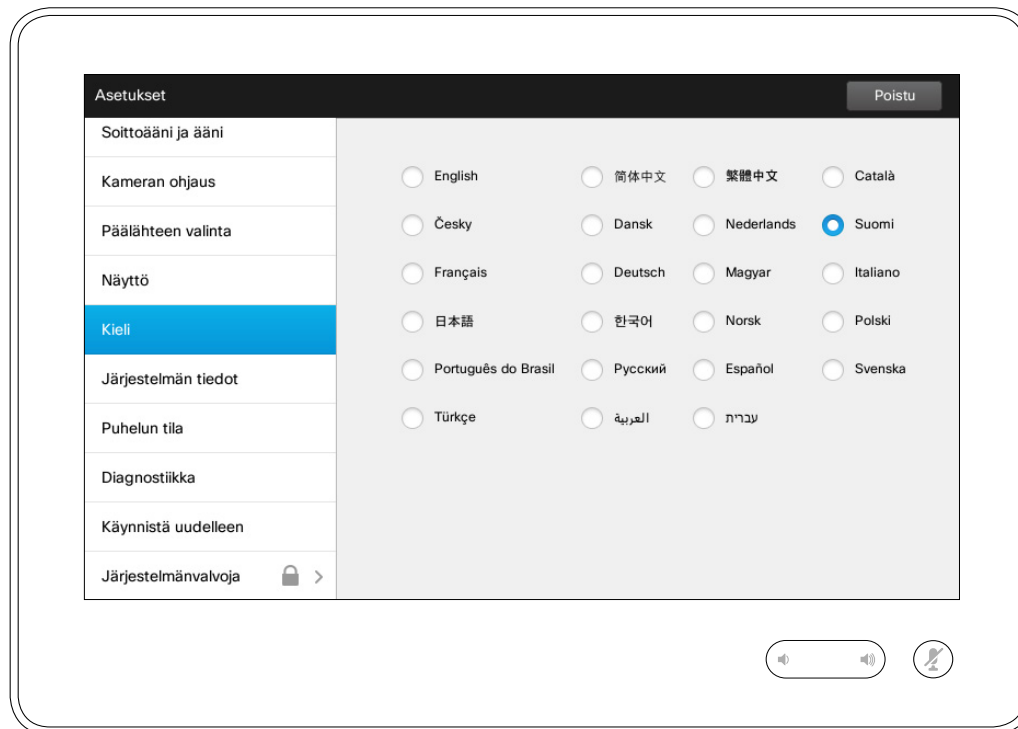 Asetukset
Poistu
Soittoääni ja ääni
Kameran ohjaus
Päälähteen valinta
Näyttö
Kieli
Järjestelmän tiedot
Puhelun tila
Diagnostiikka
Käynnistä uudelleen
Järjestelmänvalvoja
English 简体中文 繁體中文 Català
Česky Dansk Nederlands Suomi
Français Deutsch Magyar Italiano
日本語 한국어 Norsk Polski
Português do Brasil Русский Español Svenska
Türkçe العربية עברית